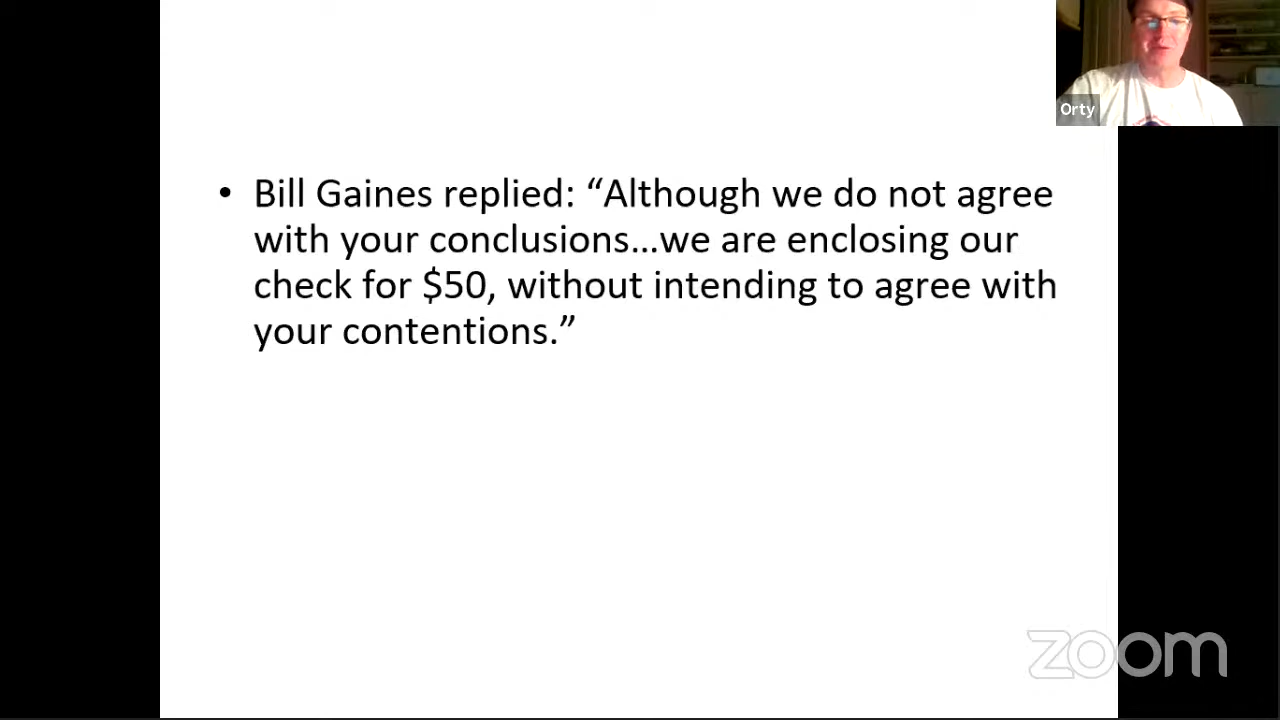 Orty
• Bill Gaines replied: “Although we do not agree
with your conclusions…we are enclosing our
check for $50, without intending to agree with
your contentions.”
zoom